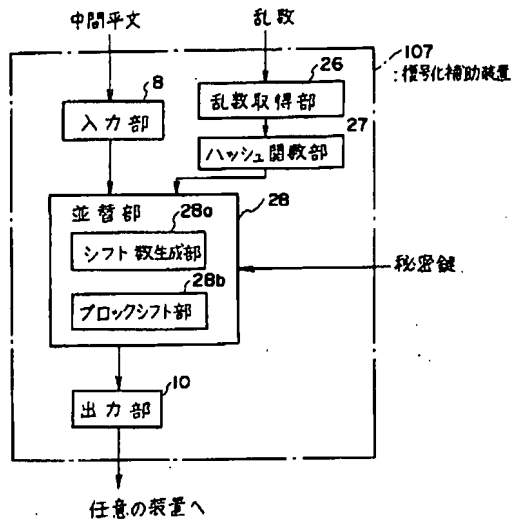 中間平文
乱数
107
:復号化補助装置
8
入力部
26
乱数取得部
27
ハッシュ関数部
28
並替部
28a
シフト数生成部
28b
ブロックシフト部
秘密鍵
10
出力部
任意の装置へ